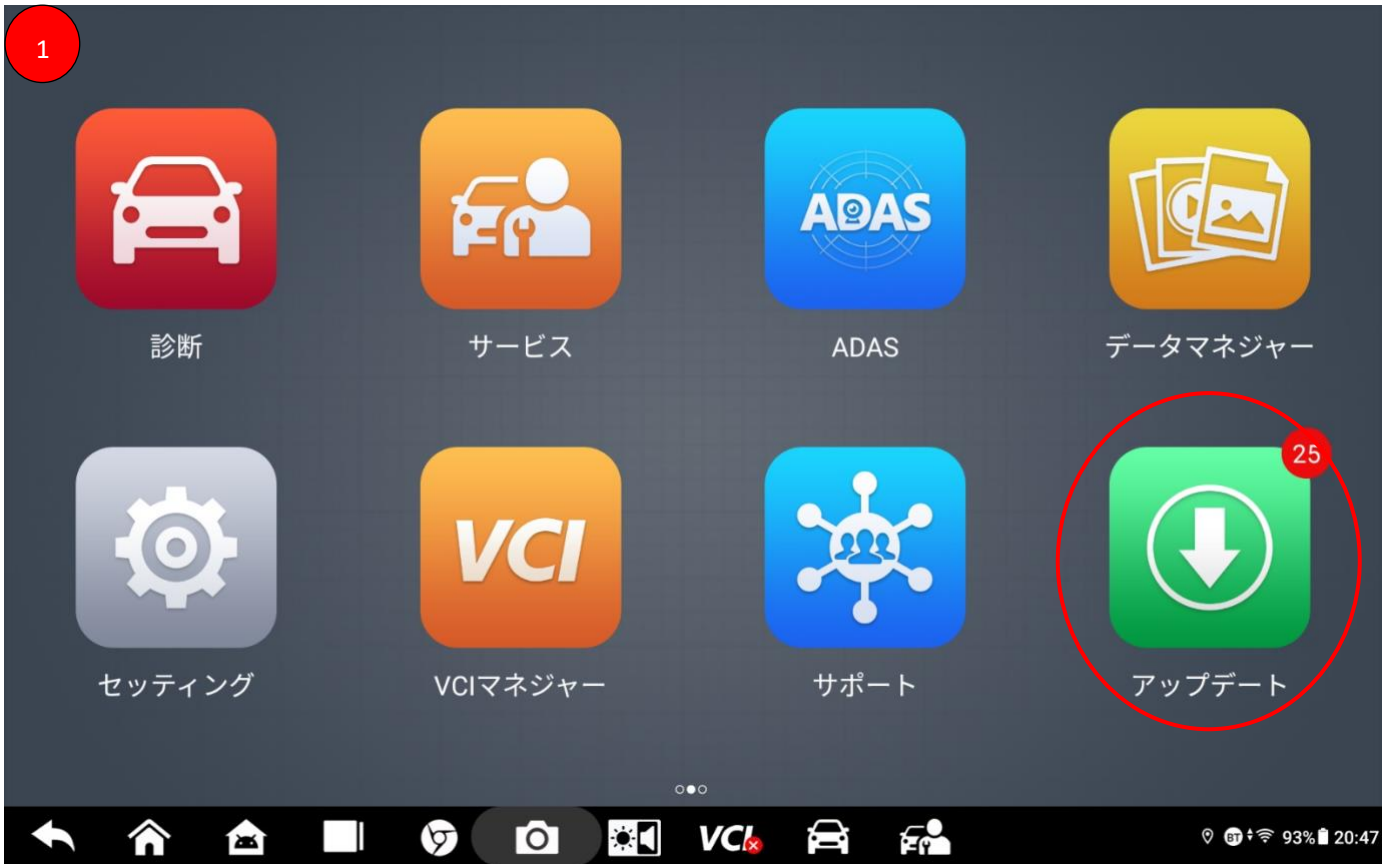 1
ADAS
診断
サービス
ADAS
データマネジャー
25
VCI
セッティング
VCIマネジャー
サポート
アップデート
VCI
BT
93%
20:47